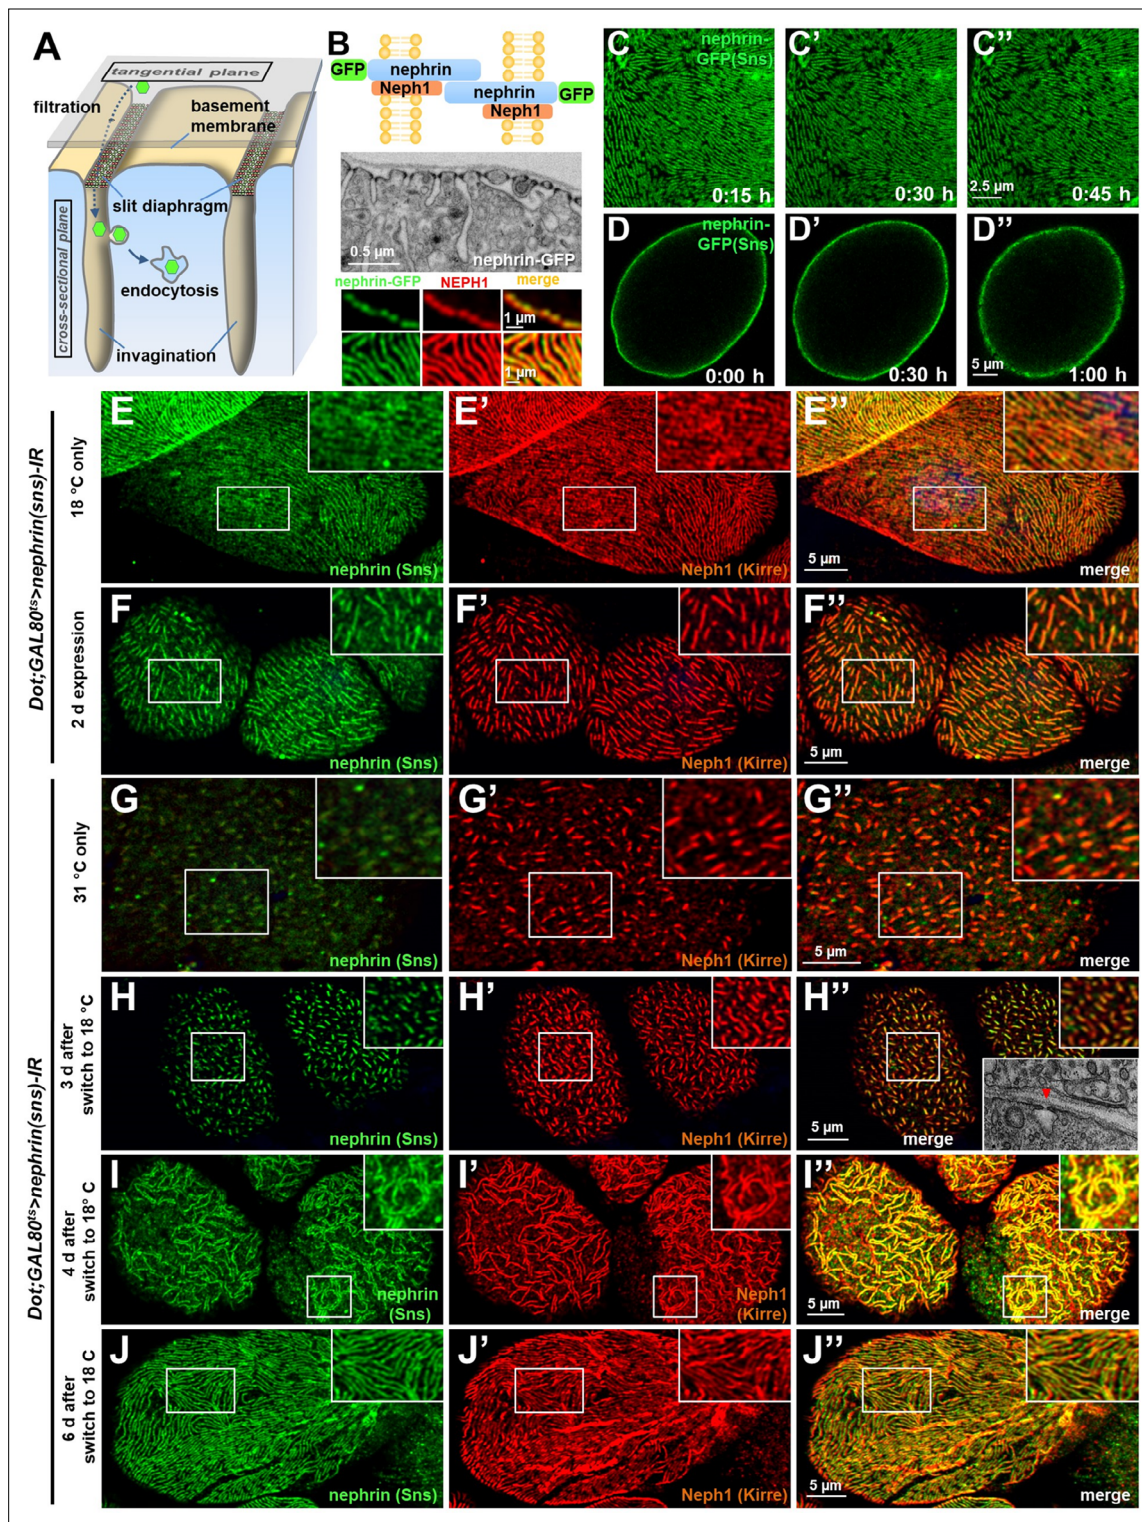 A
tangential plane
filtration
basement
membrane
slit diaphragm
cross-sectional plane
endocytosis
invagination
B
GFP
nephrin
Neph1
nephrin
GFP
Neph1
0.5 µm
nephrin-GFP
nephrin-GFP
NEPH1
merge
1 µm
1 µm
C
nephrin-
GFP(Sns)
0:15 h
C'
0:30 h
C''
2.5 µm
0:45 h
D
nephrin-
GFP(Sns)
0:00 h
D'
0:30 h
D''
5 µm
1:00 h
Dot;GAL80ts>nephrin(sns)-IR
18 °C only
E
nephrin (Sns)
E'
Neph1 (Kirre)
E''
5 µm
merge
2 d expression
F
nephrin (Sns)
F'
Neph1 (Kirre)
F''
5 µm
merge
Dot;GAL80ts>nephrin(sns)-IR
31 °C only
G
nephrin (Sns)
G'
Neph1 (Kirre)
G''
5 µm
merge
3 d after
switch to 18 °C
H
nephrin (Sns)
H'
Neph1 (Kirre)
H''
5 µm
merge
4 d after
switch to 18° C
I
nephrin
(Sns)
I'
Neph1
(Kirre)
I''
5 µm
merge
6 d after
switch to 18 C
J
nephrin (Sns)
J'
Neph1 (Kirre)
J''
5 µm
merge